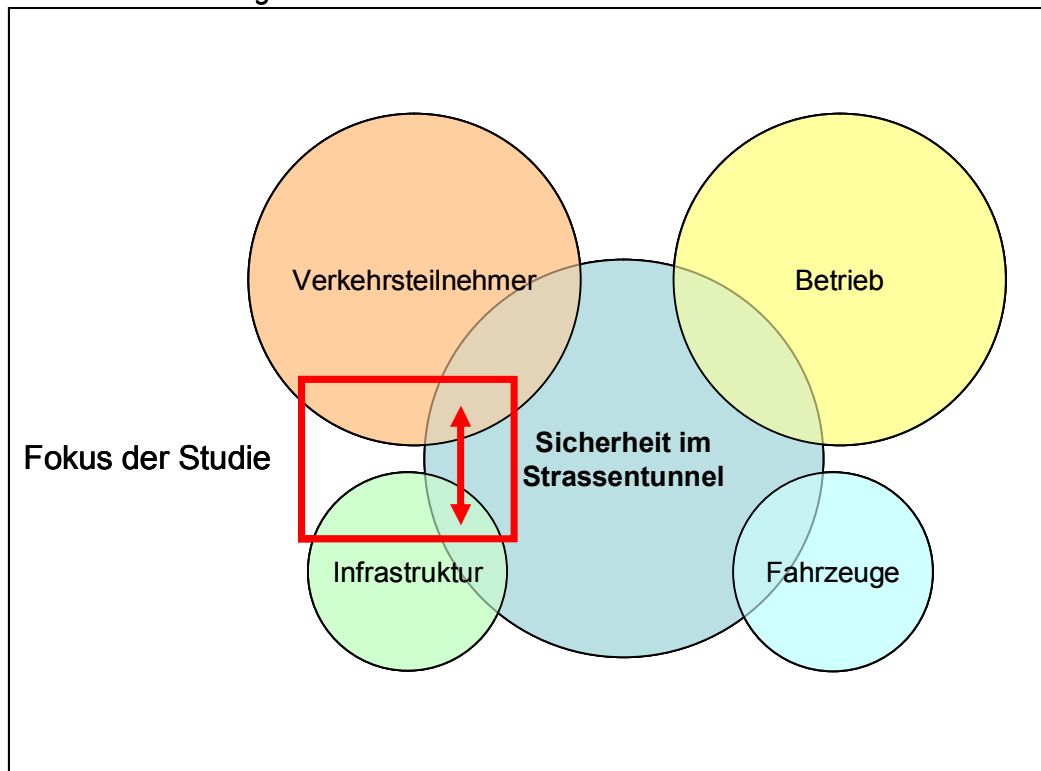 Verkehrsteilnehmer
Betrieb
Sicherheit im
Strassentunnel
Fokus der Studie
Infrastruktur
Fahrzeuge